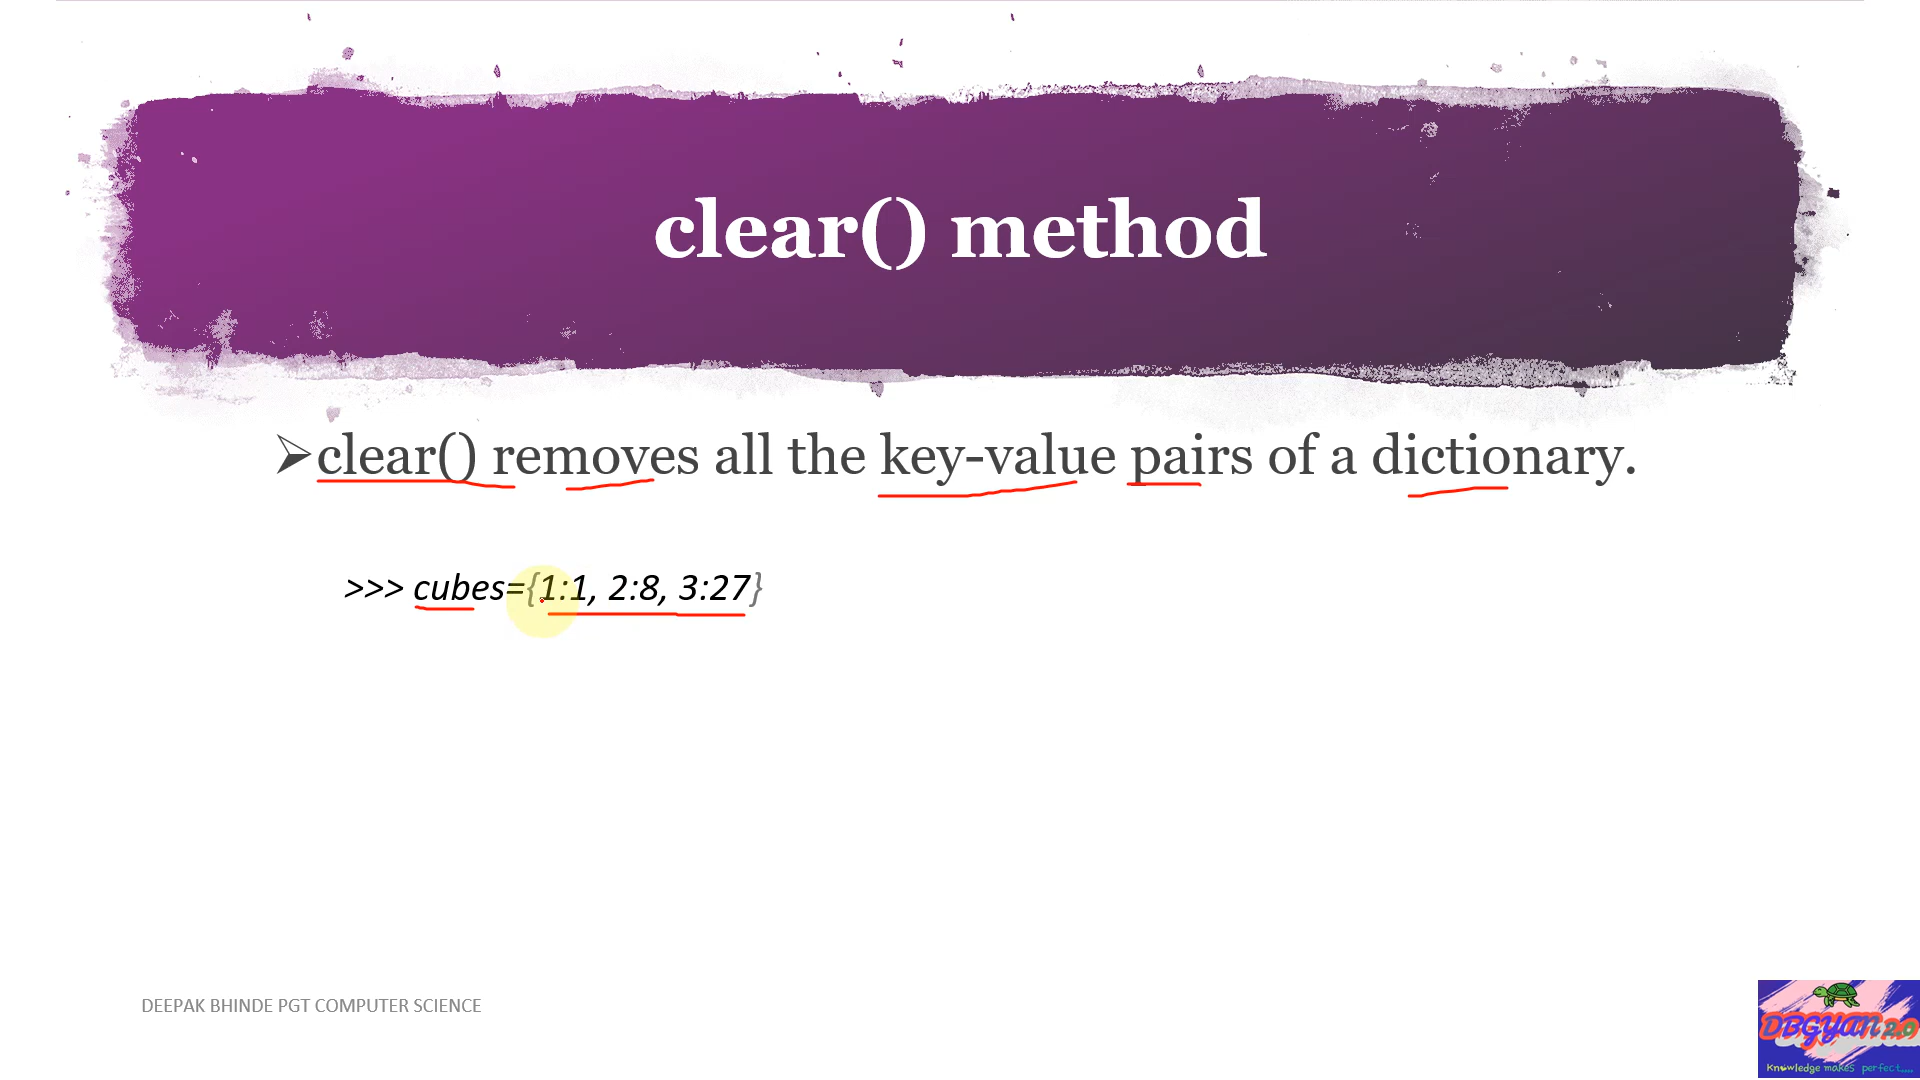 clear() method
➢clear() removes all the key-value pairs of a dictionary.
>>> cubes={1:1, 2:8, 3:27}
DEEPAK BHINDE PGT COMPUTER SCIENCE
DBGYAN 2.0
Knowledge makes perfect....